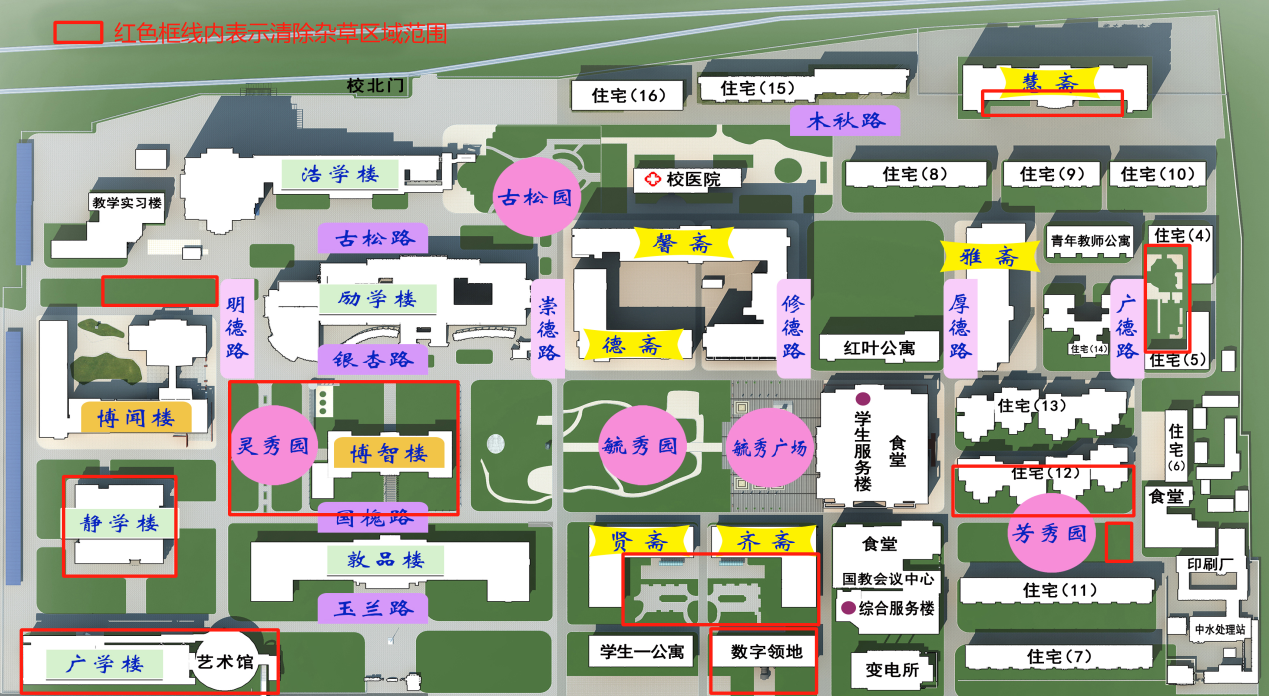 红色框线内表示清除杂草区域范围
校北门
住宅(16)
住宅(15)
慧斋
木秋路
浩学楼
古松园
校医院
住宅(8)
住宅(9)
住宅(10)
教学实习楼
古松路
馨斋
雅斋
青年教师公寓
住宅(4)
明德路
励学楼
崇德路
修德路
厚德路
广德路
银杏路
德斋
红叶公寓
住宅(14)
住宅(5)
博闻楼
灵秀园
博智楼
毓秀园
毓秀广场
学生服务楼
食堂
住宅(13)
住宅(6)
住宅(12)
食堂
静学楼
国槐路
贤斋
齐斋
食堂
芳秀园
敦品楼
国教会议中心
印刷厂
玉兰路
综合服务楼
住宅(11)
中水处理站
广学楼
艺术馆
学生一公寓
数字领地
变电所
住宅(7)